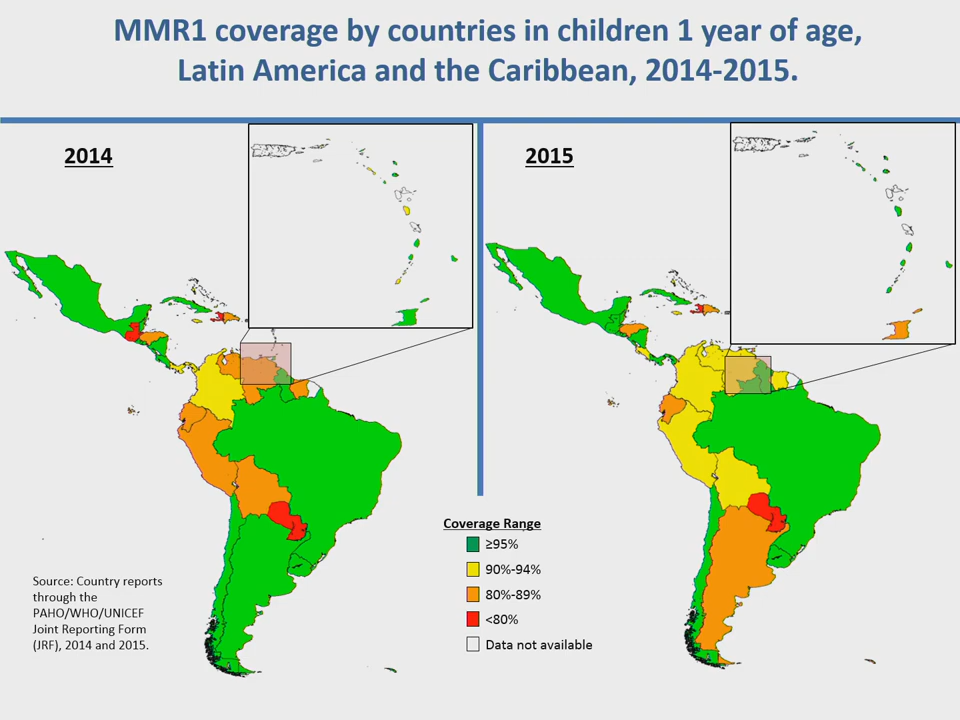 MMR1 coverage by countries in children 1 year of age,
Latin America and the Caribbean, 2014-2015.
2014
2015
Coverage Range
≥95%
90%-94%
80%-89%
<80%
Data not available
Source: Country reports
through the
PAHO/WHO/UNICEF
Joint Reporting Form
(JRF), 2014 and 2015.